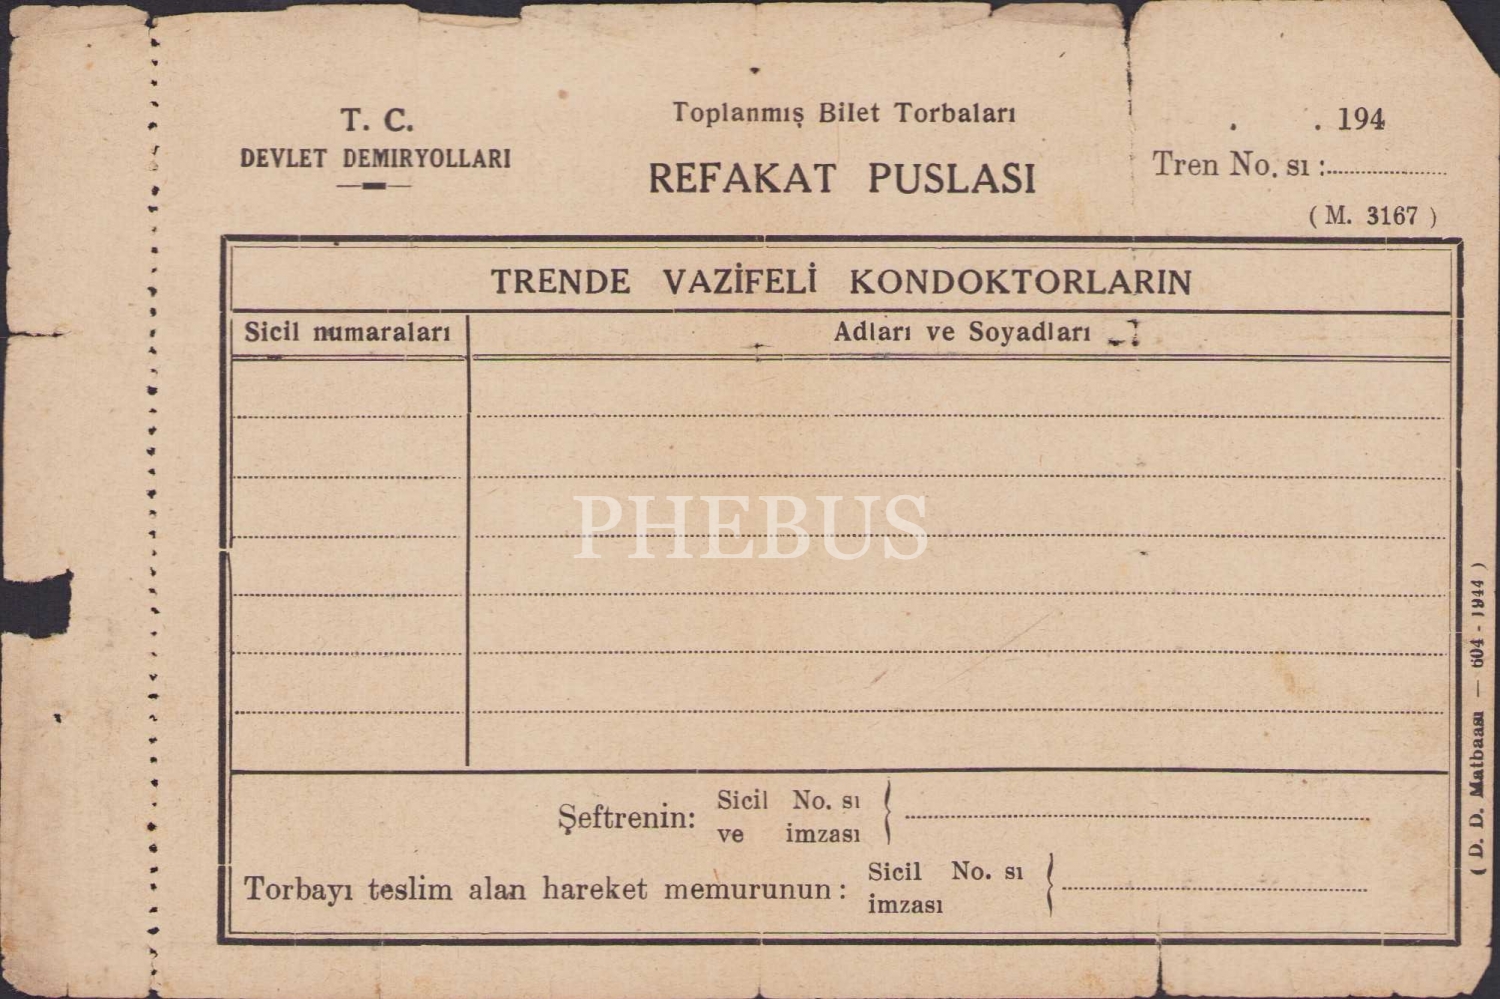 T. C.
DEVLET DEMIRYOLLARI
Toplanmış Bilet Torbaları
REFAKAT PUSLASI
. . 194
Tren No. sı :
( M. 3167 )
TRENDE VAZİFELİ KONDOKTORLARIN
Sicil numaraları
Adları ve Soyadları
PHEBUS
Şeftrenin: Sicil No. sı
ve imzası
Torbayı teslim alan hareket memurunun : Sicil No. sı
imzası
( D. D. Matbaası — 604 - 1944 )